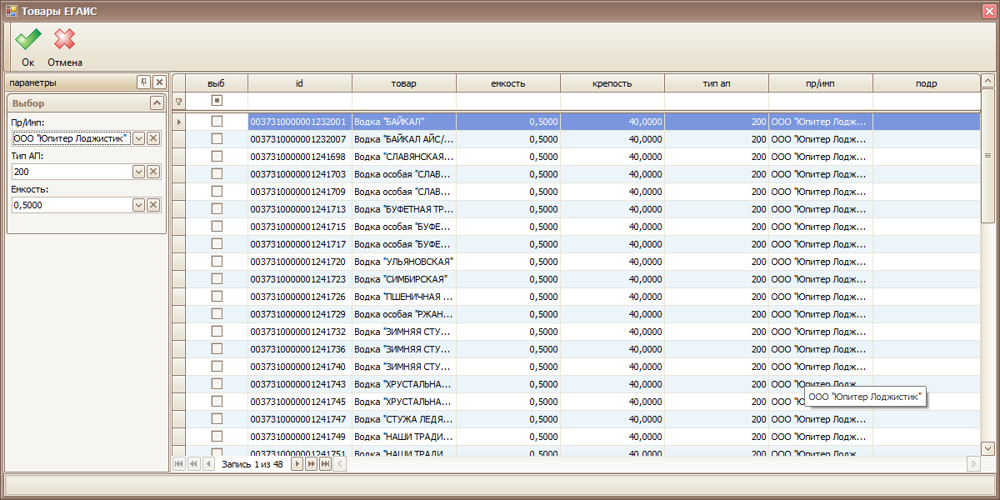 Товары ЕГАИС
Ок Отмена
параметры
Выбор
Пр/Имп:
ООО "Юпитер Лоджистик"
Тип АП:
200
Емкость:
0,5000
выб id товар емкость крепость тип ап пр/имп подр
0037310000001232001 Водка "БАЙКАЛ" 0,5000 40,0000 200 ООО "Юпитер Лодж...
0037310000001232007 Водка "БАЙКАЛ АЙС/... 0,5000 40,0000 200 ООО "Юпитер Лодж...
0037310000001241698 Водка "СЛАВЯНСКАЯ... 0,5000 40,0000 200 ООО "Юпитер Лодж...
0037310000001241703 Водка особая "СЛАВ... 0,5000 40,0000 200 ООО "Юпитер Лодж...
0037310000001241709 Водка особая "СЛАВ... 0,5000 40,0000 200 ООО "Юпитер Лодж...
0037310000001241713 Водка "БУФЕТНАЯ ТР... 0,5000 40,0000 200 ООО "Юпитер Лодж...
0037310000001241715 Водка особая "БУФЕ... 0,5000 40,0000 200 ООО "Юпитер Лодж...
0037310000001241717 Водка особая "БУФЕ... 0,5000 40,0000 200 ООО "Юпитер Лодж...
0037310000001241720 Водка "УЛЬЯНОВСКАЯ" 0,5000 40,0000 200 ООО "Юпитер Лодж...
0037310000001241723 Водка "СИМБИРСКАЯ" 0,5000 40,0000 200 ООО "Юпитер Лодж...
0037310000001241726 Водка "ПШЕНИЧНАЯ ... 0,5000 40,0000 200 ООО "Юпитер Лодж...
0037310000001241729 Водка особая "РЖАН... 0,5000 40,0000 200 ООО "Юпитер Лодж...
0037310000001241732 Водка "ЗИМНЯЯ СТУ... 0,5000 40,0000 200 ООО "Юпитер Лодж...
0037310000001241736 Водка "ЗИМНЯЯ СТУ... 0,5000 40,0000 200 ООО "Юпитер Лодж...
0037310000001241740 Водка "ЗИМНЯЯ СТУ... 0,5000 40,0000 200 ООО "Юпитер Лодж...
0037310000001241743 Водка "ХРУСТАЛЬНА... 0,5000 40,0000 200 ООО "Юпитер Лодж...
0037310000001241745 Водка "ХРУСТАЛЬНА... 0,5000 40,0000 200 ООО "Юпитер Лоджистик"
0037310000001241747 Водка "СТУЖА ЛЕДЯ... 0,5000 40,0000 200 ООО "Юпитер Лодж...
0037310000001241749 Водка "НАШИ ТРАДИ... 0,5000 40,0000 200 ООО "Юпитер Лодж...
0037310000001241751 Водка "НАШИ ТРАДИ... 0,5000 40,0000 200 ООО "Юпитер Лодж...
Запись 1 из 48